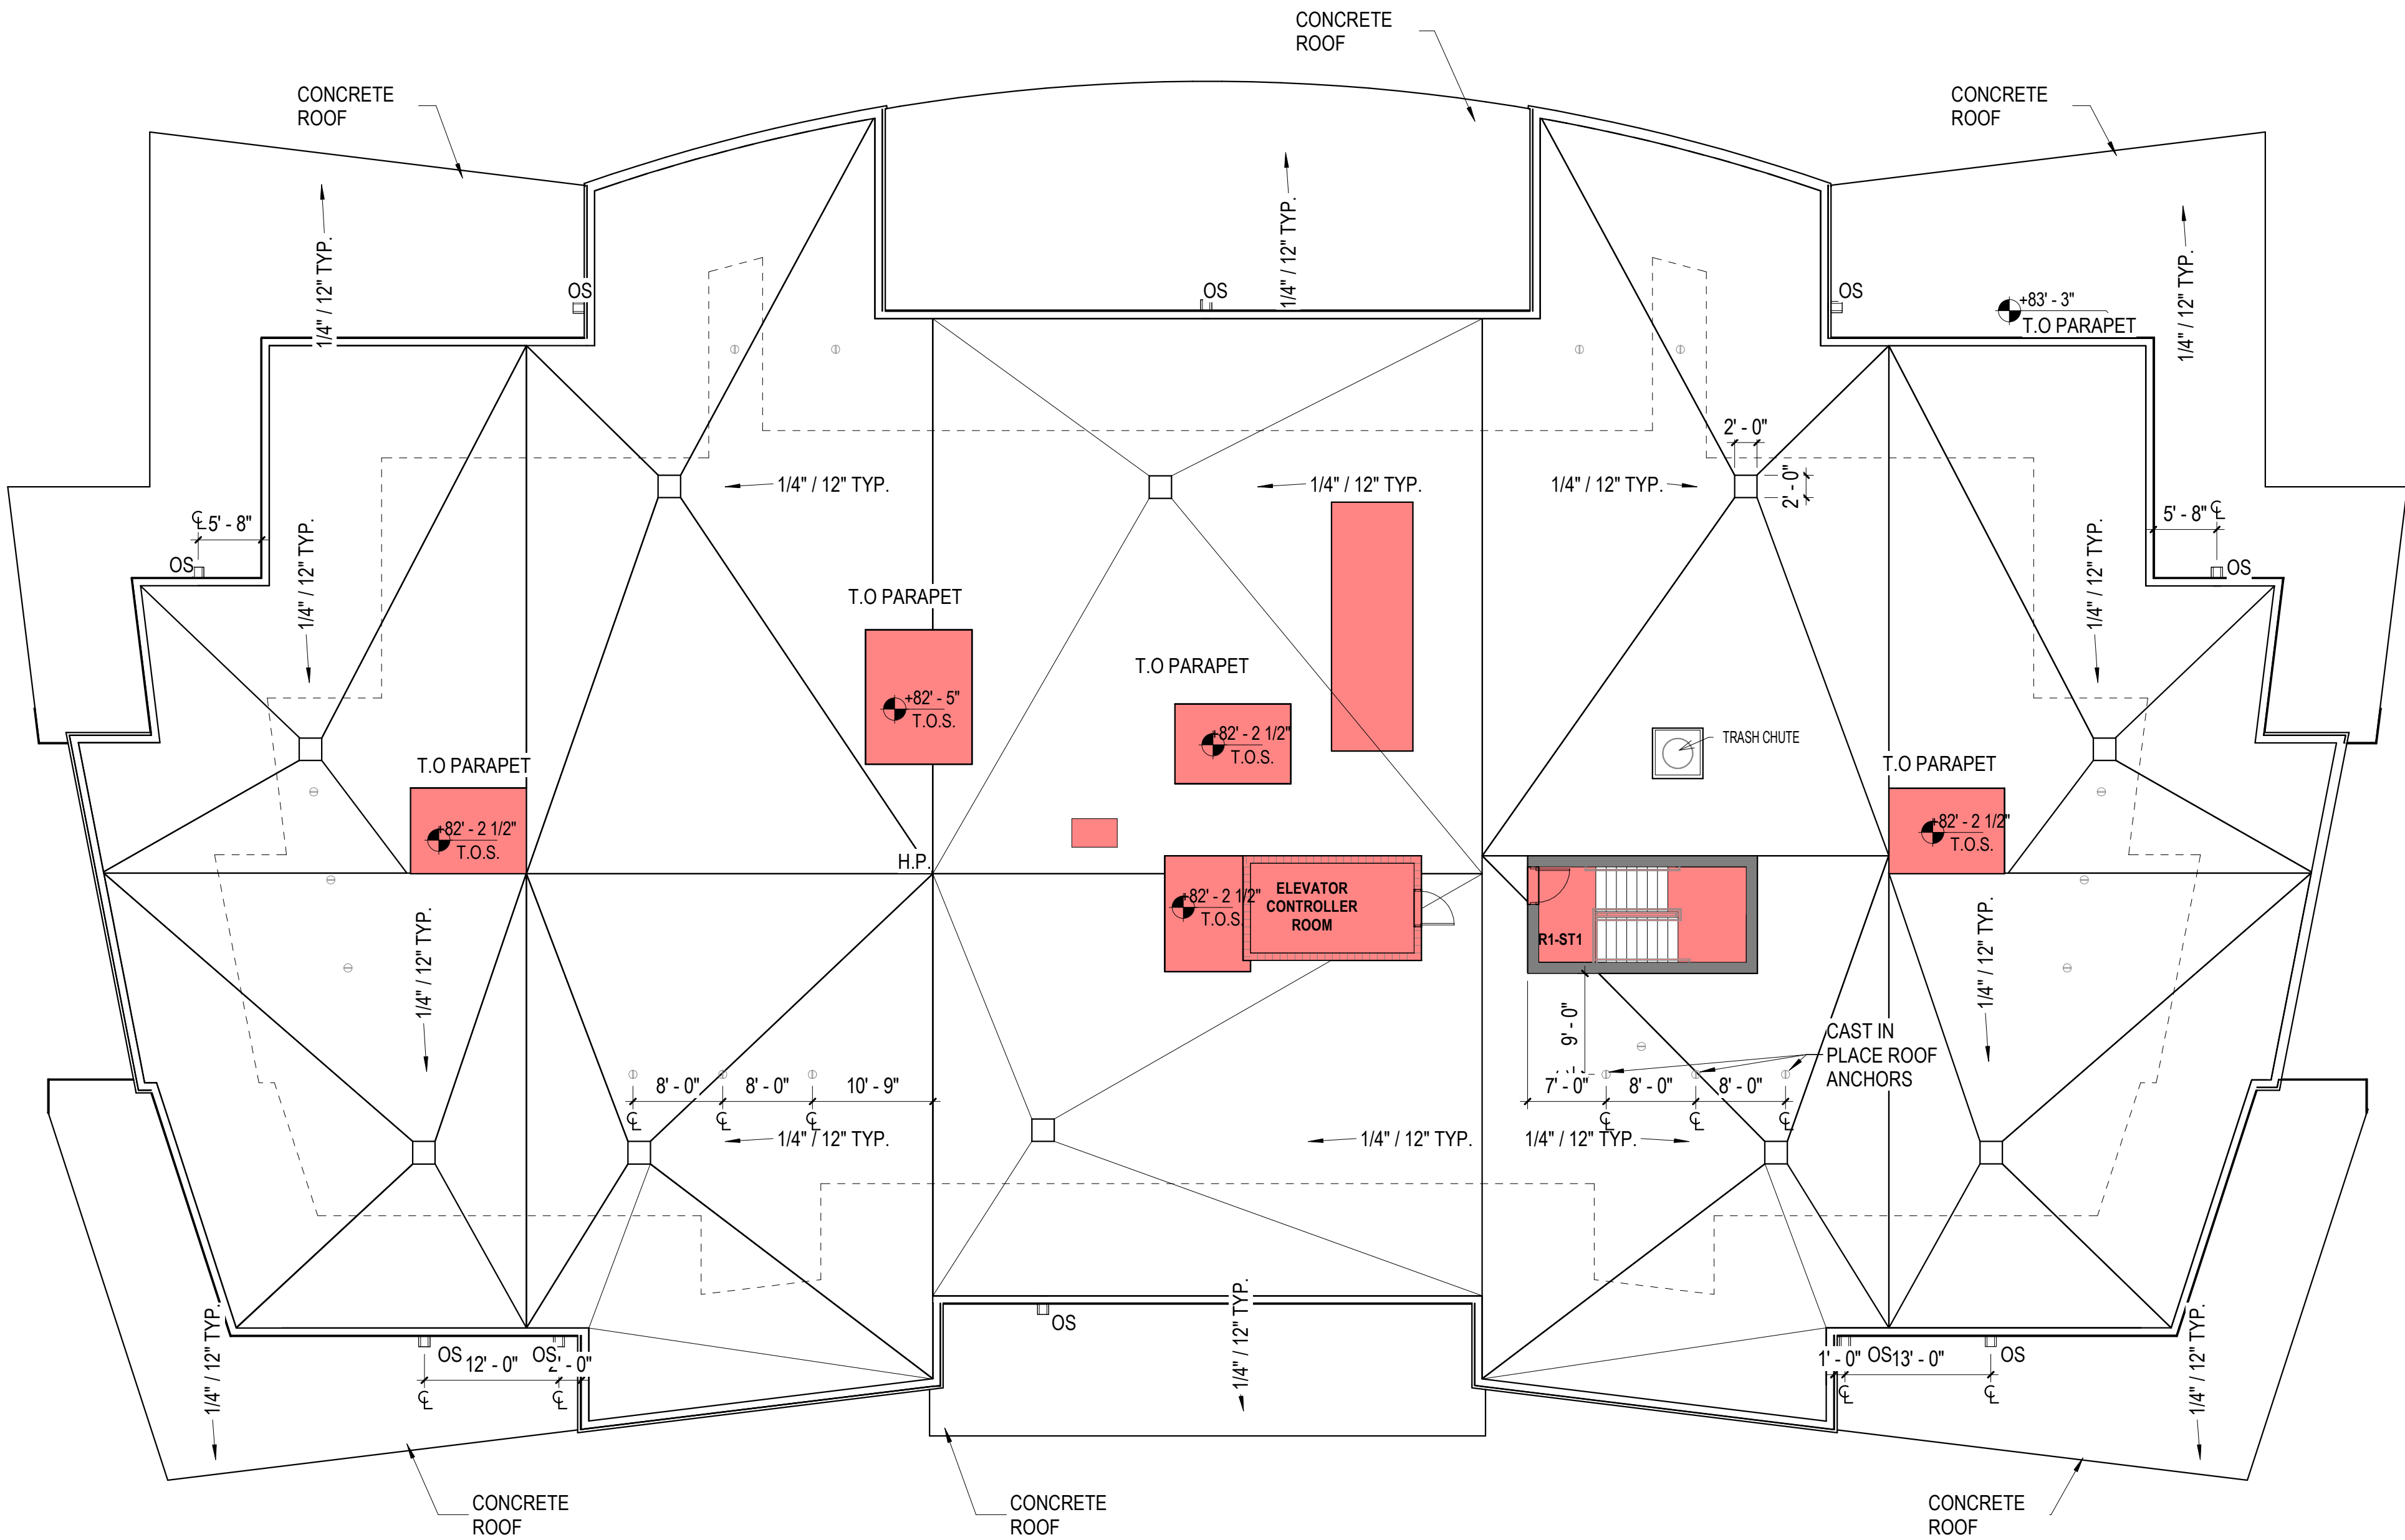 CONCRETE
ROOF
CONCRETE
ROOF
CONCRETE
ROOF
1/4" / 12" TYP.
1/4" / 12" TYP.
1/4" / 12" TYP.
OS
OS
OS
+83' - 3"
T.O PARAPET
2' - 0"
2' - 0"
1/4" / 12" TYP.
1/4" / 12" TYP.
1/4" / 12" TYP.
℄ 5' - 8"
5' - 8" ℄
OS
OS
1/4" / 12" TYP.
1/4" / 12" TYP.
T.O PARAPET
+82' - 5"
T.O.S.
T.O PARAPET
+82' - 2 1/2"
T.O.S.
TRASH CHUTE
T.O PARAPET
+82' - 2 1/2"
T.O.S.
T.O PARAPET
+82' - 2 1/2"
T.O.S.
H.P.
+82' - 2 1/2"
T.O.S.
ELEVATOR
CONTROLLER
ROOM
R1-ST1
1/4" / 12" TYP.
1/4" / 12" TYP.
9' - 0"
CAST IN
PLACE ROOF
ANCHORS
8' - 0"
8' - 0"
10' - 9"
℄
℄
℄
7' - 0"
8' - 0"
8' - 0"
℄
℄
℄
1/4" / 12" TYP.
1/4" / 12" TYP.
1/4" / 12" TYP.
1/4" / 12" TYP.
1/4" / 12" TYP.
1/4" / 12" TYP.
OS
OS
OS
12' - 0"
2' - 0"
℄
℄
1' - 0"
OS
13' - 0"
OS
℄
℄
CONCRETE
ROOF
CONCRETE
ROOF
CONCRETE
ROOF